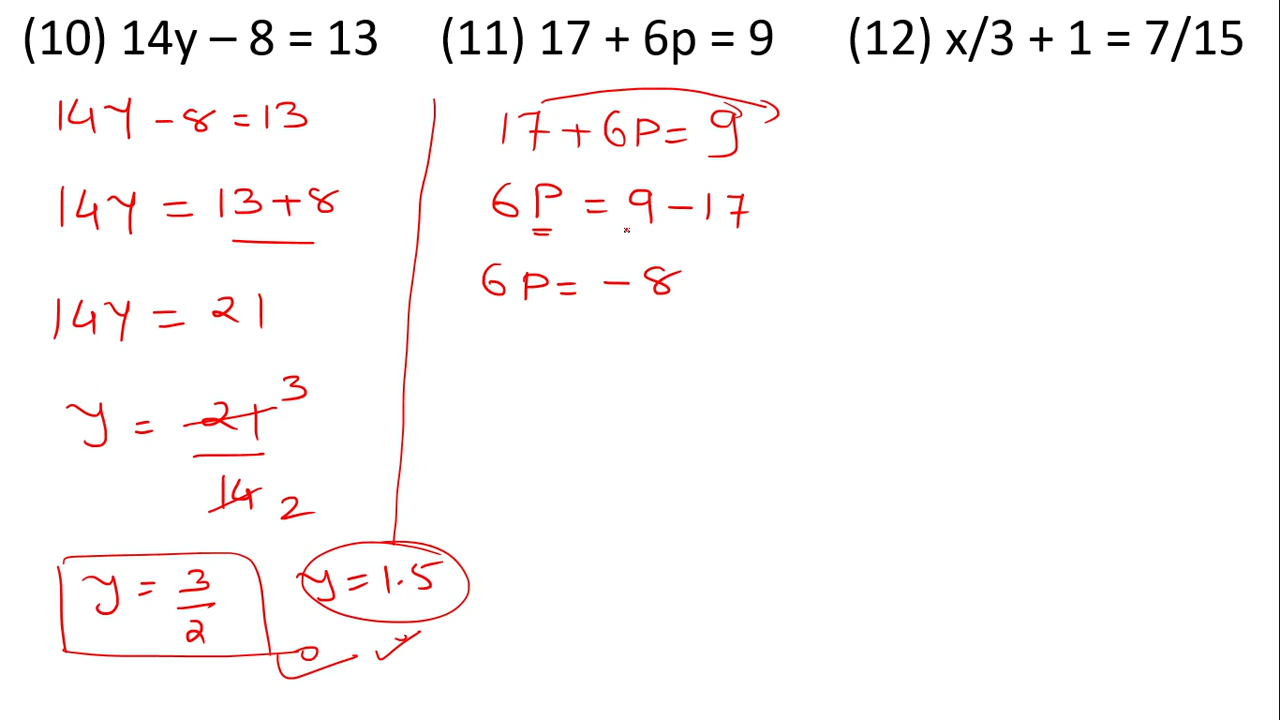 (10) 14y – 8 = 13
14y - 8 = 13
14y = 13 + 8
14y = 21
y = 21 3
14 2
y = 3
2
y = 1.5
(11) 17 + 6p = 9
17 + 6p = 9
6p = 9 - 17
6p = - 8
(12) x/3 + 1 = 7/15